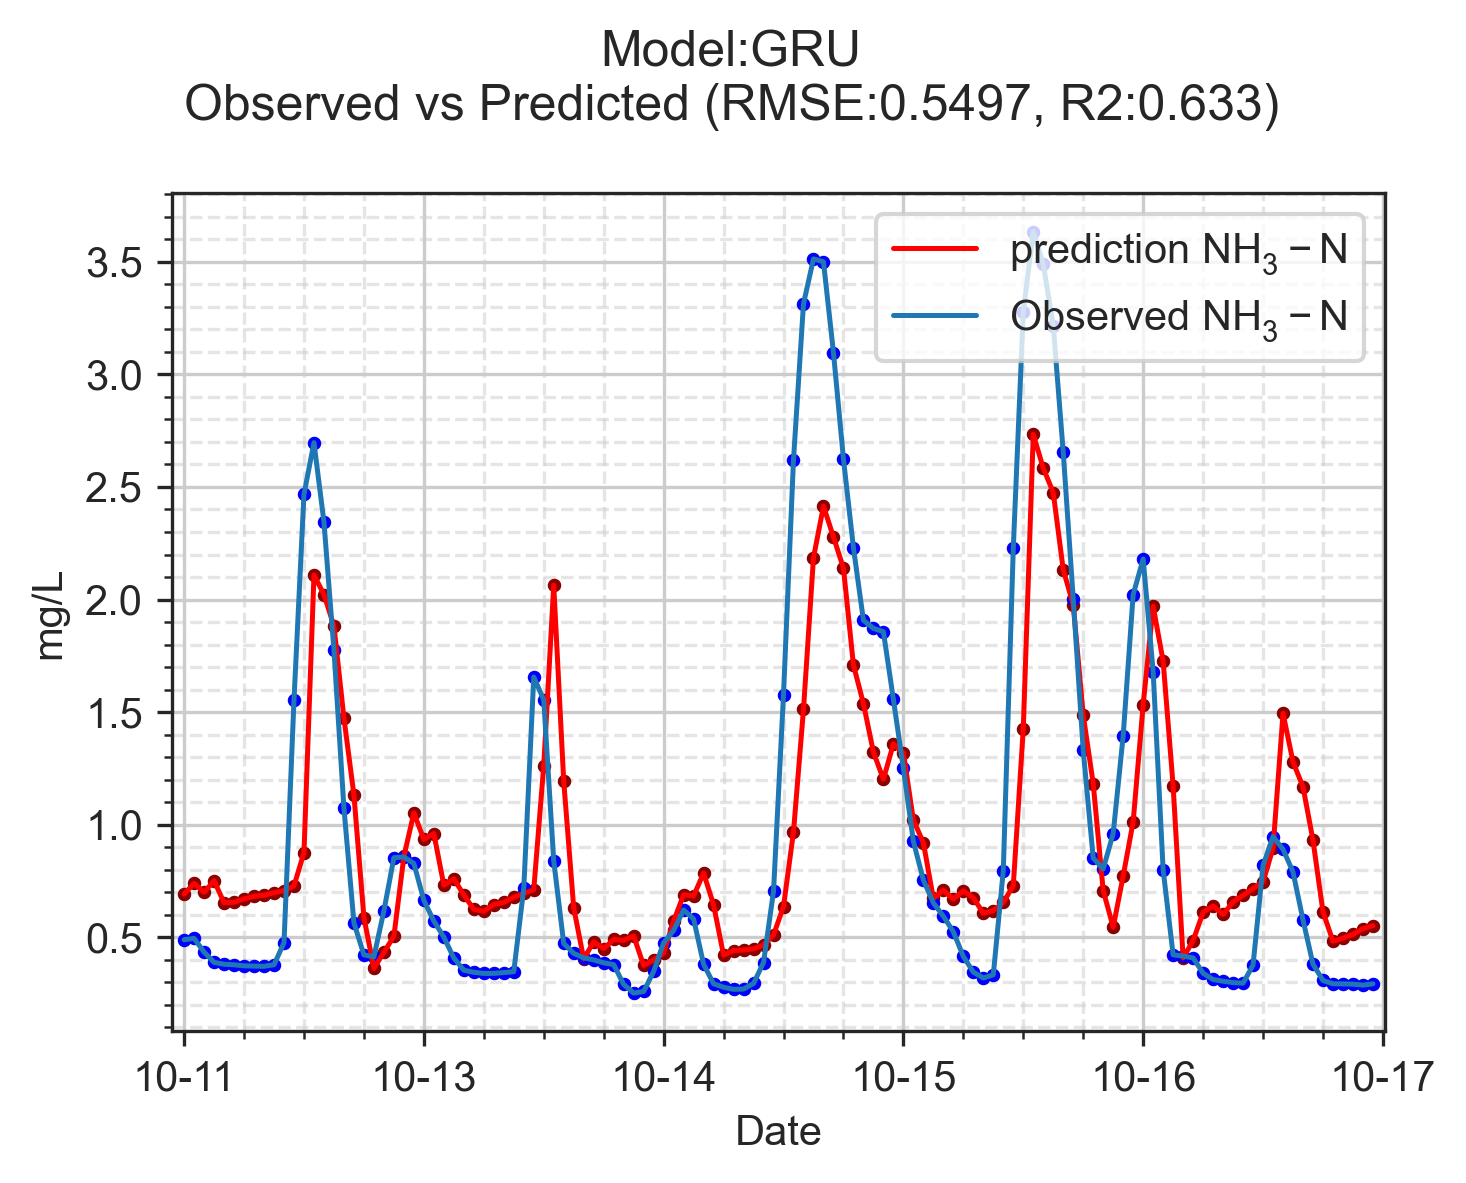 Model:GRU
Observed vs Predicted (RMSE:0.5497, R2:0.633)
prediction NH₃ − N
Observed NH₃ − N
3.5
3.0
2.5
2.0
1.5
1.0
0.5
mg/L
10-11 10-13 10-14 10-15 10-16 10-17
Date